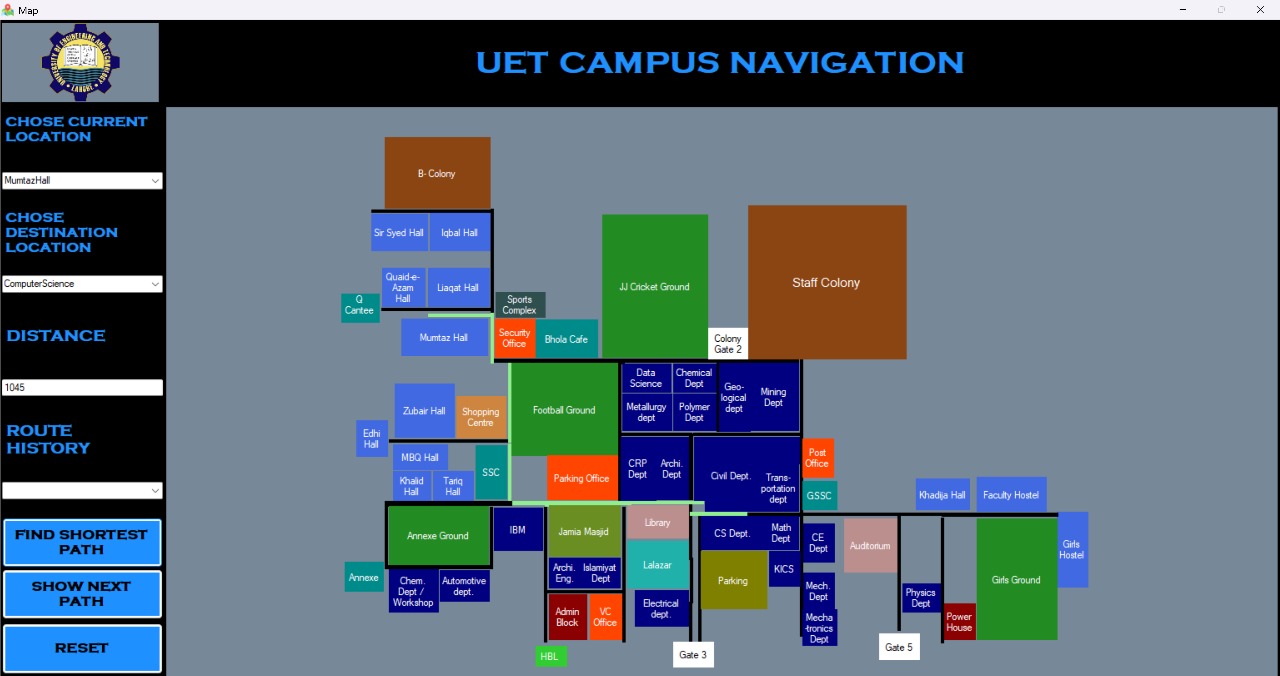 Map
UNIVERSITY OF ENGINEERING AND TECHNOLOGY
LAHORE
UET CAMPUS NAVIGATION
CHOSE CURRENT
LOCATION
MumtazHall
CHOSE
DESTINATION
LOCATION
ComputerScience
DISTANCE
1045
ROUTE
HISTORY
FIND SHORTEST
PATH
SHOW NEXT
PATH
RESET
B- Colony
Sir Syed Hall
Iqbal Hall
Quaid-e-
Azam
Hall
Liaqat Hall
Q
Cantee
Sports
Complex
Mumtaz Hall
Security
Office
Bhola Cafe
JJ Cricket Ground
Colony
Gate 2
Staff Colony
Data
Science
Chemical
Dept
Geo-
logical
dept
Mining
Dept
Metallurgy
dept
Polymer
Dept
Football Ground
Zubair Hall
Shopping
Centre
Edhi
Hall
MBQ Hall
Khalid
Hall
Tariq
Hall
SSC
Parking Office
CRP
Dept
Archi.
Dept
Civil Dept.
Trans-
portation
dept
Post
Office
GSSC
Khadija Hall
Faculty Hostel
Annexe Ground
IBM
Jamia Masjid
Library
CS Dept.
Math
Dept
CE
Dept
Auditorium
Girls
Hostel
Annexe
Chem.
Dept /
Workshop
Automotive
dept.
Archi.
Eng.
Islamiyat
Dept
Lalazar
Parking
KICS
Mech.
Dept
Physics
Dept
Girls Ground
Admin
Block
VC
Office
Electrical
dept.
Mecha
-tronics
Dept
Power
House
HBL
Gate 3
Gate 5